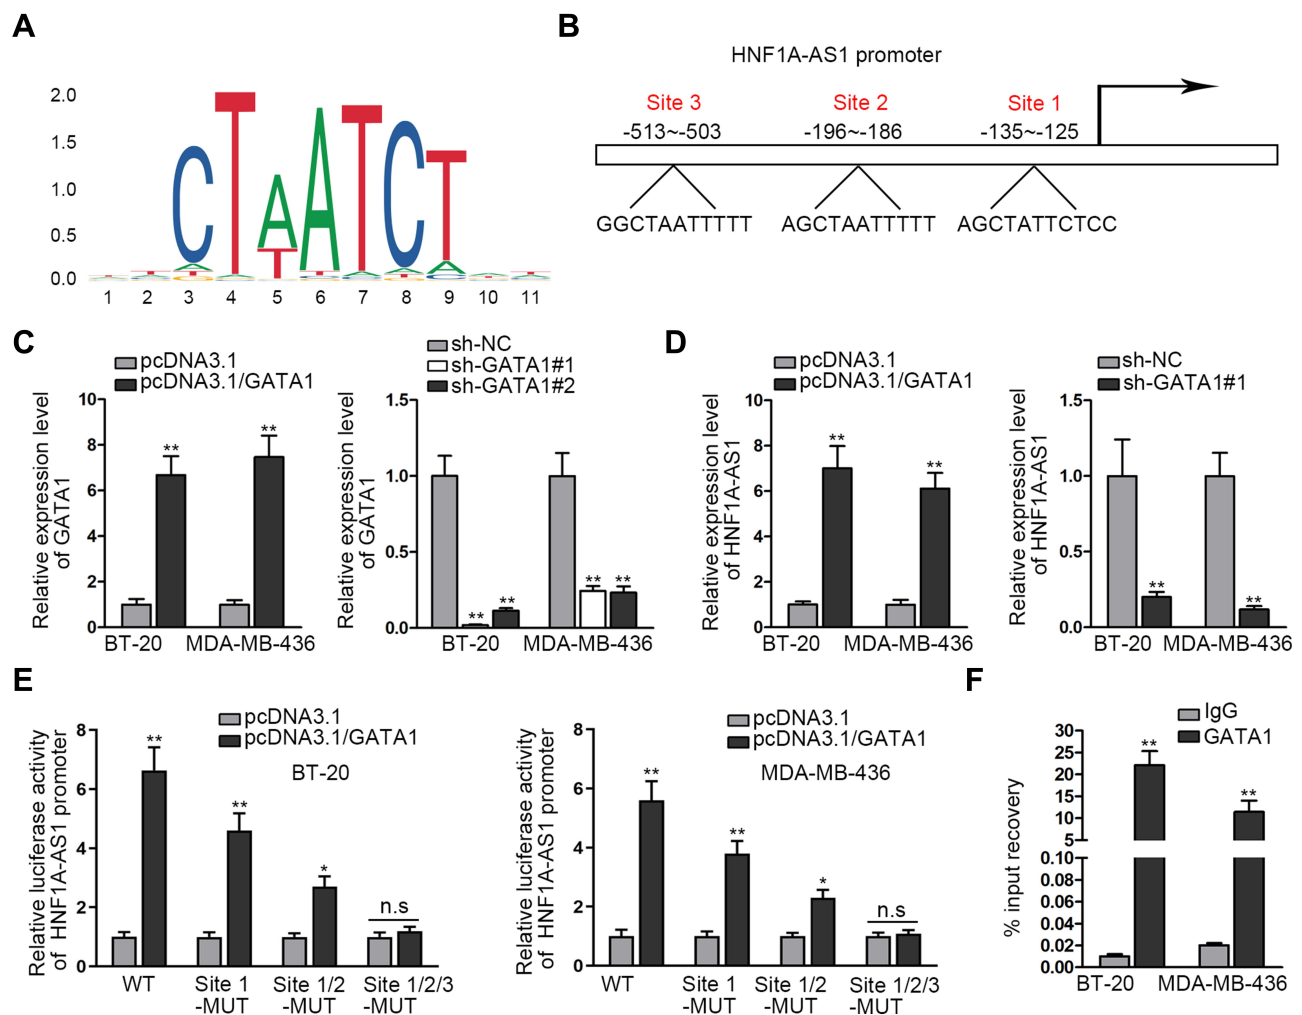 A
2.0
1.5
1.0
0.5
0.0
CTAATCT
T
1 2 3 4 5 6 7 8 9 10 11
B
HNF1A-AS1 promoter
Site 3 Site 2 Site 1
-513~-503 -196~-186 -135~-125
GGCTAATTTTT AGCTAATTTTT AGCTATTCTCC
C
pcDNA3.1
pcDNA3.1/GATA1
Relative expression level
of GATA1
10
8
6
4
2
0
** **
BT-20 MDA-MB-436
sh-NC
sh-GATA1#1
sh-GATA1#2
Relative expression level
of GATA1
1.5
1.0
0.5
0.0
** ** ** **
BT-20 MDA-MB-436
D
pcDNA3.1
pcDNA3.1/GATA1
Relative expression level
of HNF1A-AS1
10
8
6
4
2
0
** **
BT-20 MDA-MB-436
sh-NC
sh-GATA1#1
Relative expression level
of HNF1A-AS1
1.5
1.0
0.5
0.0
** **
BT-20 MDA-MB-436
E
pcDNA3.1
pcDNA3.1/GATA1
BT-20
Relative luciferase activity
of HNF1A-AS1 promoter
8
6
4
2
0
** ** * n.s
WT Site 1 Site 1/2 Site 1/2/3
-MUT -MUT -MUT
pcDNA3.1
pcDNA3.1/GATA1
MDA-MB-436
Relative luciferase activity
of HNF1A-AS1 promoter
8
6
4
2
0
** ** * n.s
WT Site 1 Site 1/2 Site 1/2/3
-MUT -MUT -MUT
F
IgG
GATA1
% input recovery
30
25
20
15
10
5
0.10
0.08
0.06
0.04
0.02
0.00
** **
BT-20 MDA-MB-436